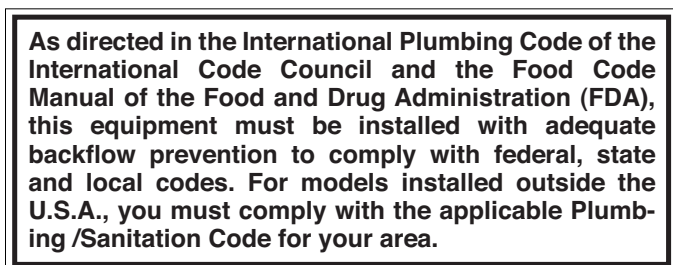 As directed in the International Plumbing Code of the
International Code Council and the Food Code
Manual of the Food and Drug Administration (FDA),
this equipment must be installed with adequate
backflow prevention to comply with federal, state
and local codes. For models installed outside the
U.S.A., you must comply with the applicable Plumb-
ing /Sanitation Code for your area.